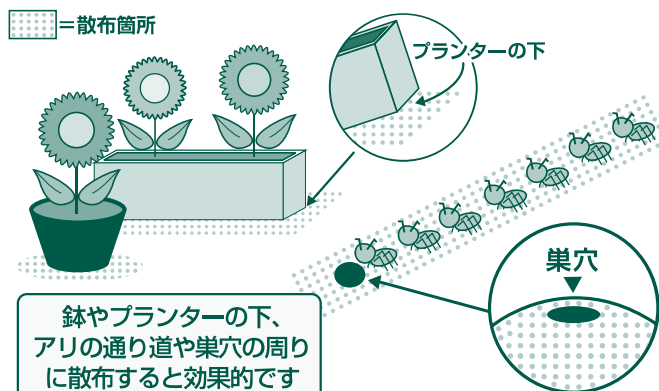 =散布箇所
プランターの下
巣穴
鉢やプランターの下、
アリの通り道や巣穴の周り
に散布すると効果的です